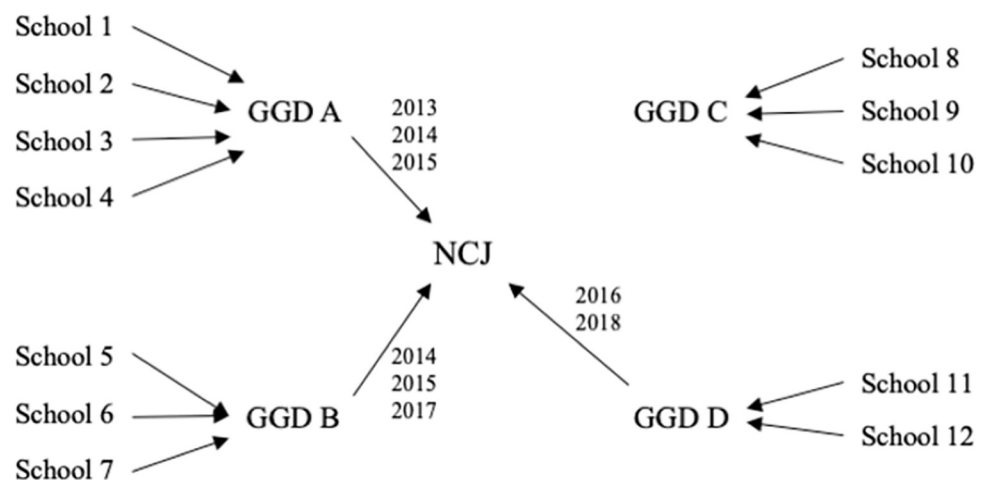 School 1
School 2
School 3
School 4
GGD A
2013
2014
2015
GGD C
School 8
School 9
School 10
NCJ
School 5
School 6
School 7
GGD B
2014
2015
2017
2016
2018
GGD D
School 11
School 12